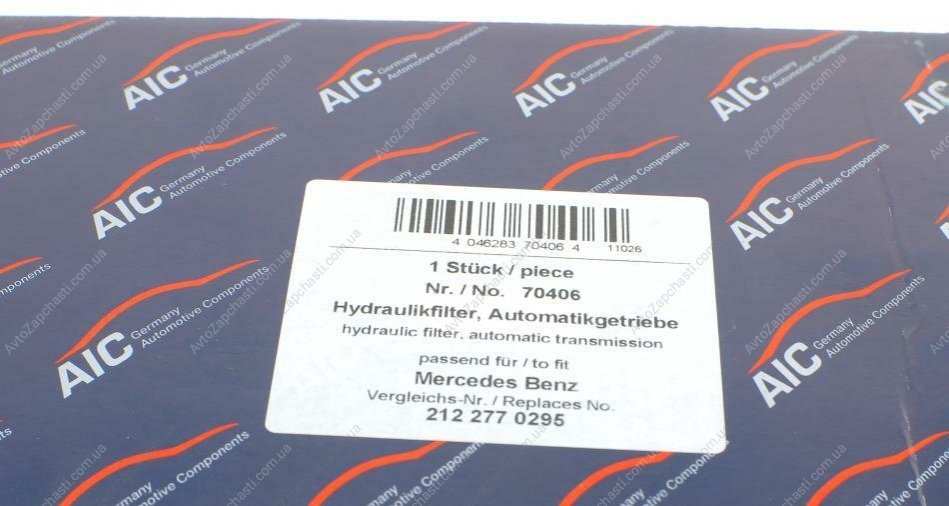 AIC Germany Automotive Components
4 046283 70406 4 11026
1 Stück / piece
Nr. / No. 70406
Hydraulikfilter, Automatikgetriebe
hydraulic filter, automatic transmission
passend für / to fit
Mercedes Benz
Vergleichs-Nr. / Replaces No.
212 277 0295
AvtoZapchasti.com.ua